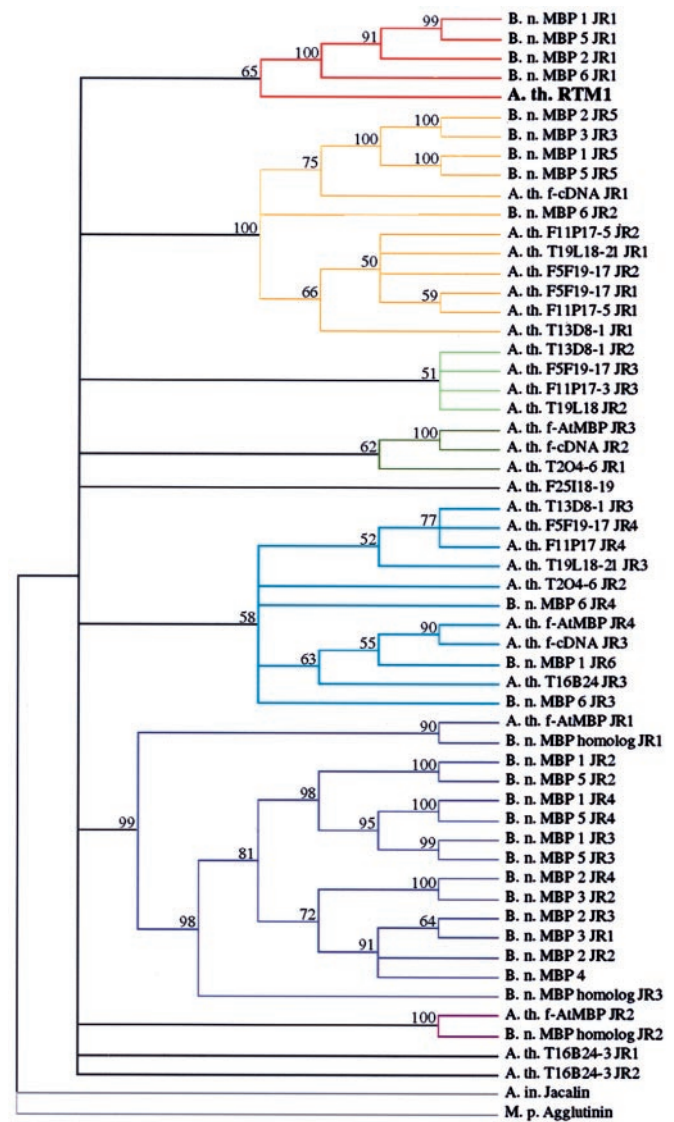 99
B. n. MBP 1 JR1
B. n. MBP 5 JR1
91
B. n. MBP 2 JR1
100
B. n. MBP 6 JR1
65
A. th. RTM1
B. n. MBP 2 JR5
100
B. n. MBP 3 JR3
100
B. n. MBP 1 JR5
100
B. n. MBP 5 JR5
75
A. th. f-cDNA JR1
B. n. MBP 6 JR2
100
A. th. F11P17-5 JR2
A. th. T19L18-21 JR1
50
A. th. F5F19-17 JR2
A. th. F5F19-17 JR1
66
59
A. th. F11P17-5 JR1
A. th. T13D8-1 JR1
A. th. T13D8-1 JR2
51
A. th. F5F19-17 JR3
A. th. F11P17-3 JR3
A. th. T19L18 JR2
A. th. f-AtMBP JR3
100
A. th. f-cDNA JR2
62
A. th. T2O4-6 JR1
A. th. F25I18-19
A. th. T13D8-1 JR3
77
A. th. F5F19-17 JR4
52
A. th. F11P17 JR4
A. th. T19L18-21 JR3
A. th. T2O4-6 JR2
B. n. MBP 6 JR4
58
A. th. f-AtMBP JR4
90
A. th. f-cDNA JR3
55
B. n. MBP 1 JR6
63
A. th. T16B24 JR3
B. n. MBP 6 JR3
A. th. f-AtMBP JR1
90
B. n. MBP homolog JR1
B. n. MBP 1 JR2
100
B. n. MBP 5 JR2
98
B. n. MBP 1 JR4
100
B. n. MBP 5 JR4
99
95
B. n. MBP 1 JR3
99
B. n. MBP 5 JR3
81
B. n. MBP 2 JR4
100
B. n. MBP 3 JR2
72
B. n. MBP 2 JR3
98
64
B. n. MBP 3 JR1
91
B. n. MBP 2 JR2
B. n. MBP 4
B. n. MBP homolog JR3
A. th. f-AtMBP JR2
100
B. n. MBP homolog JR2
A. th. T16B24-3 JR1
A. th. T16B24-3 JR2
A. in. Jacalin
M. p. Agglutinin